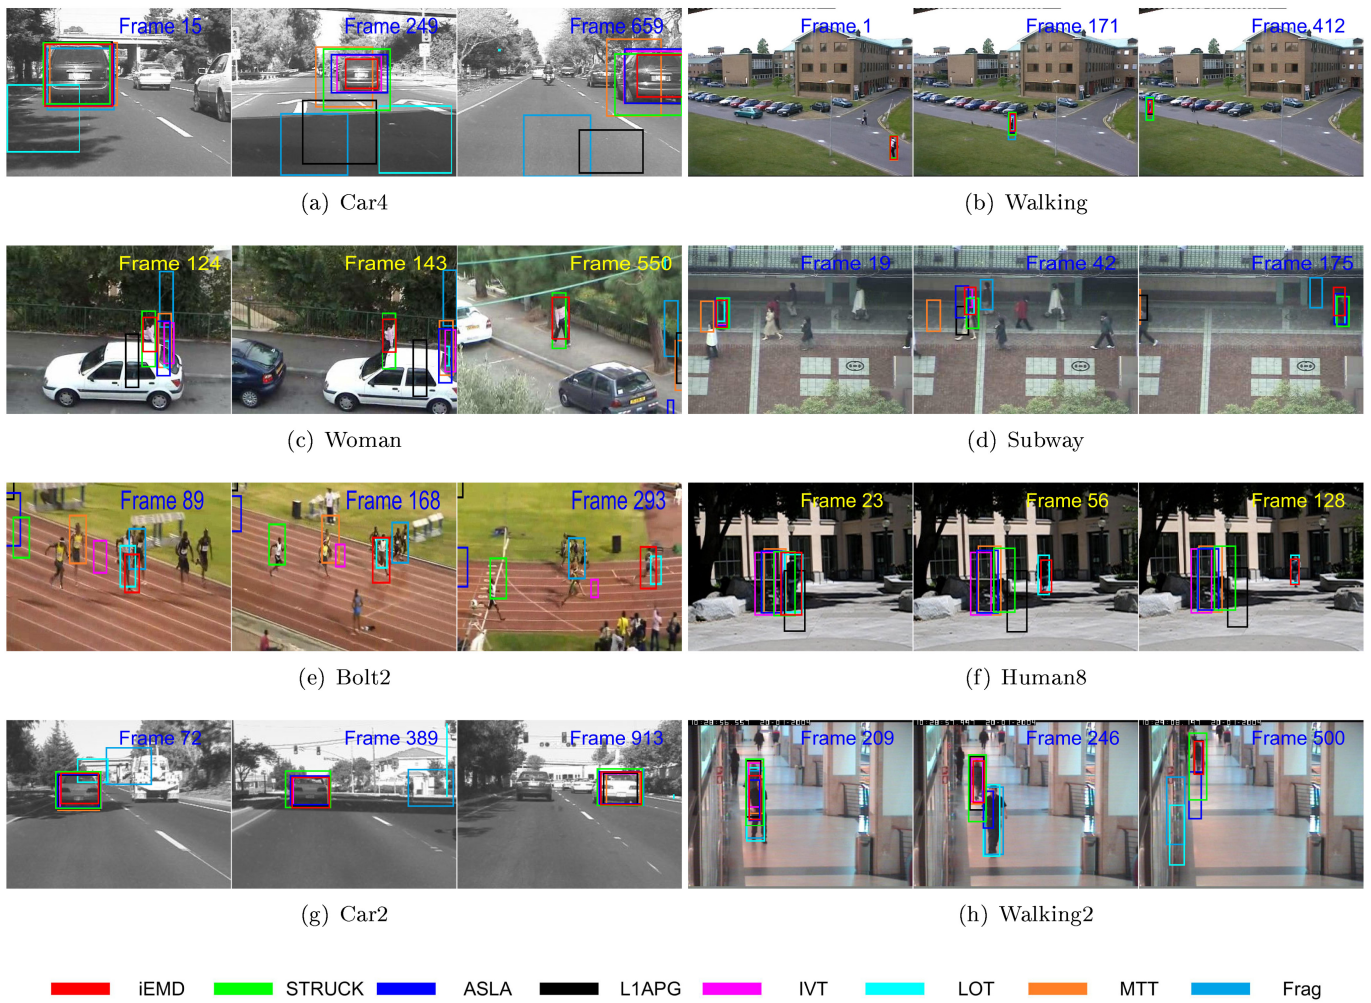 Frame 15 Frame 249 Frame 659 Frame 1 Frame 171 Frame 412
(a) Car4 (b) Walking
Frame 124 Frame 143 Frame 550 Frame 19 Frame 42 Frame 175
(c) Woman (d) Subway
Frame 89 Frame 168 Frame 293 Frame 23 Frame 56 Frame 128
(e) Bolt2 (f) Human8
Frame 72 Frame 389 Frame 913 Frame 209 Frame 246 Frame 500
(g) Car2 (h) Walking2
iEMD STRUCK ASLA L1APG IVT LOT MTT Frag